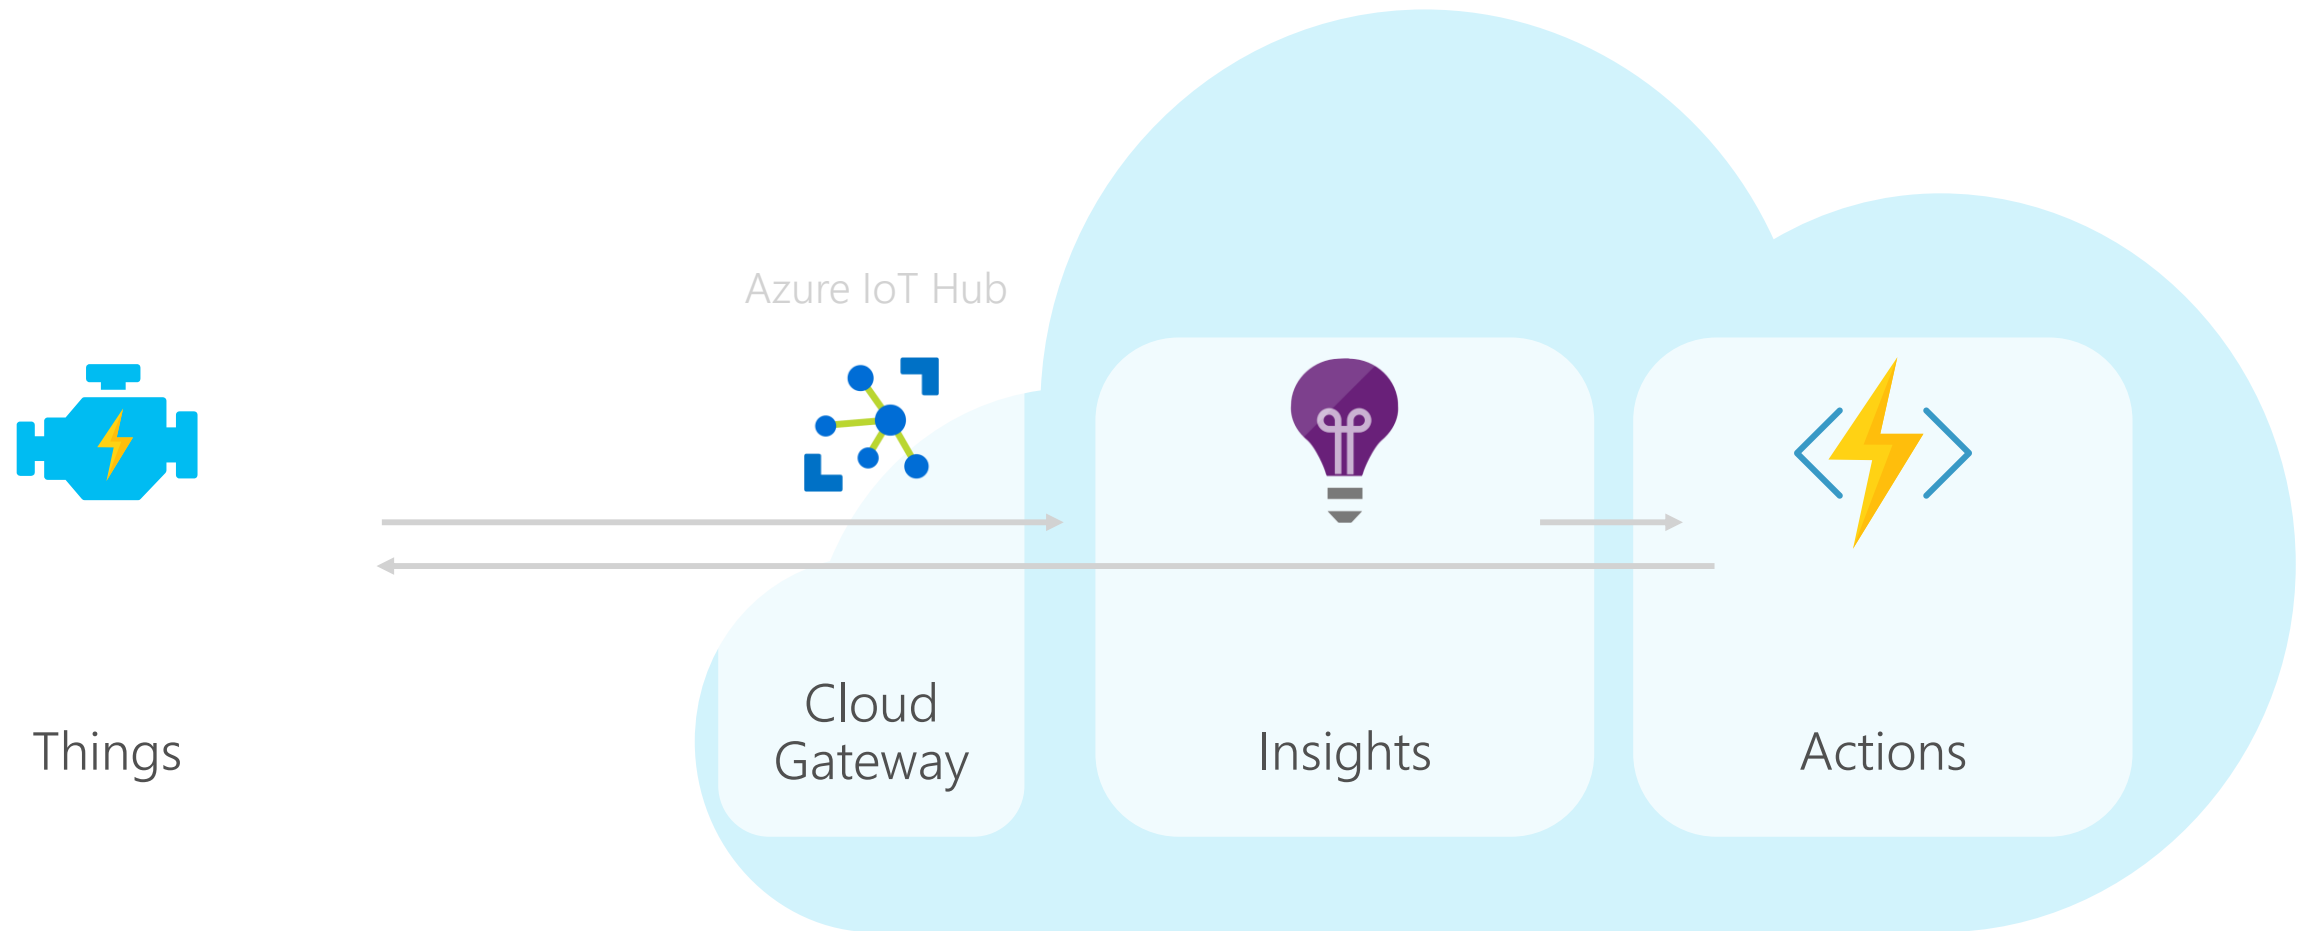 Azure IoT Hub
Things
Cloud
Gateway
Insights
Actions